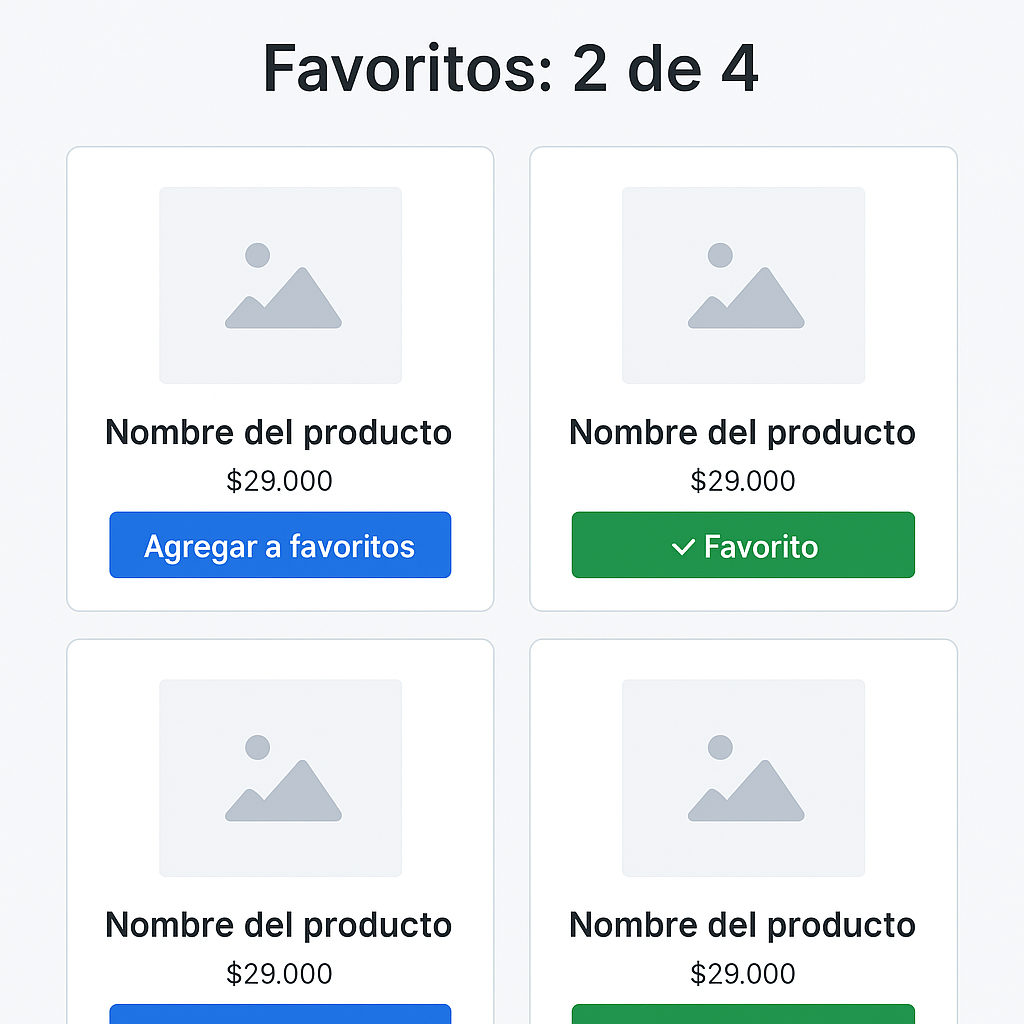 Favoritos: 2 de 4
Nombre del producto
$29.000
Agregar a favoritos
Nombre del producto
$29.000
✓ Favorito
Nombre del producto
$29.000
Nombre del producto
$29.000